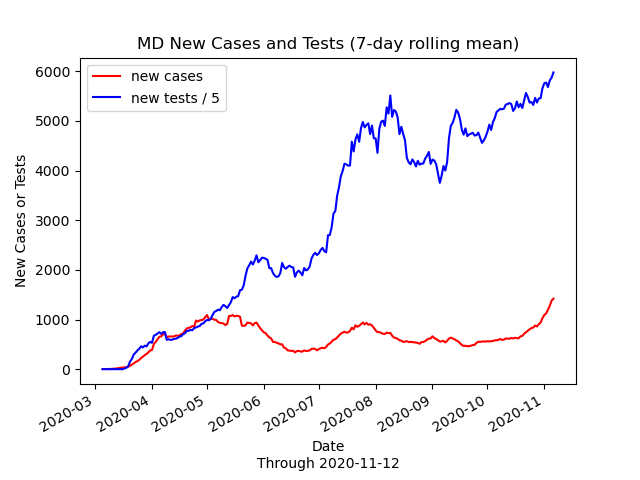 MD New Cases and Tests (7-day rolling mean)
new cases
new tests / 5
New Cases or Tests
6000
5000
4000
3000
2000
1000
0
2020-03
2020-04
2020-05
2020-06
2020-07
2020-08
2020-09
2020-10
2020-11
Date
Through 2020-11-12